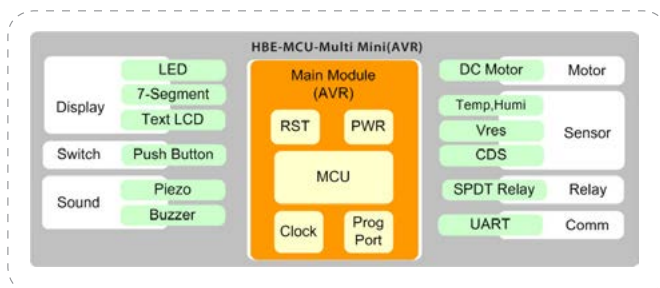 HBE-MCU-Multi Mini(AVR)
Display
LED
7-Segment
Text LCD
Switch
Push Button
Sound
Piezo
Buzzer
Main Module
(AVR)
RST
PWR
MCU
Clock
Prog
Port
DC Motor
Motor
Temp,Humi
Vres
CDS
Sensor
SPDT Relay
Relay
UART
Comm